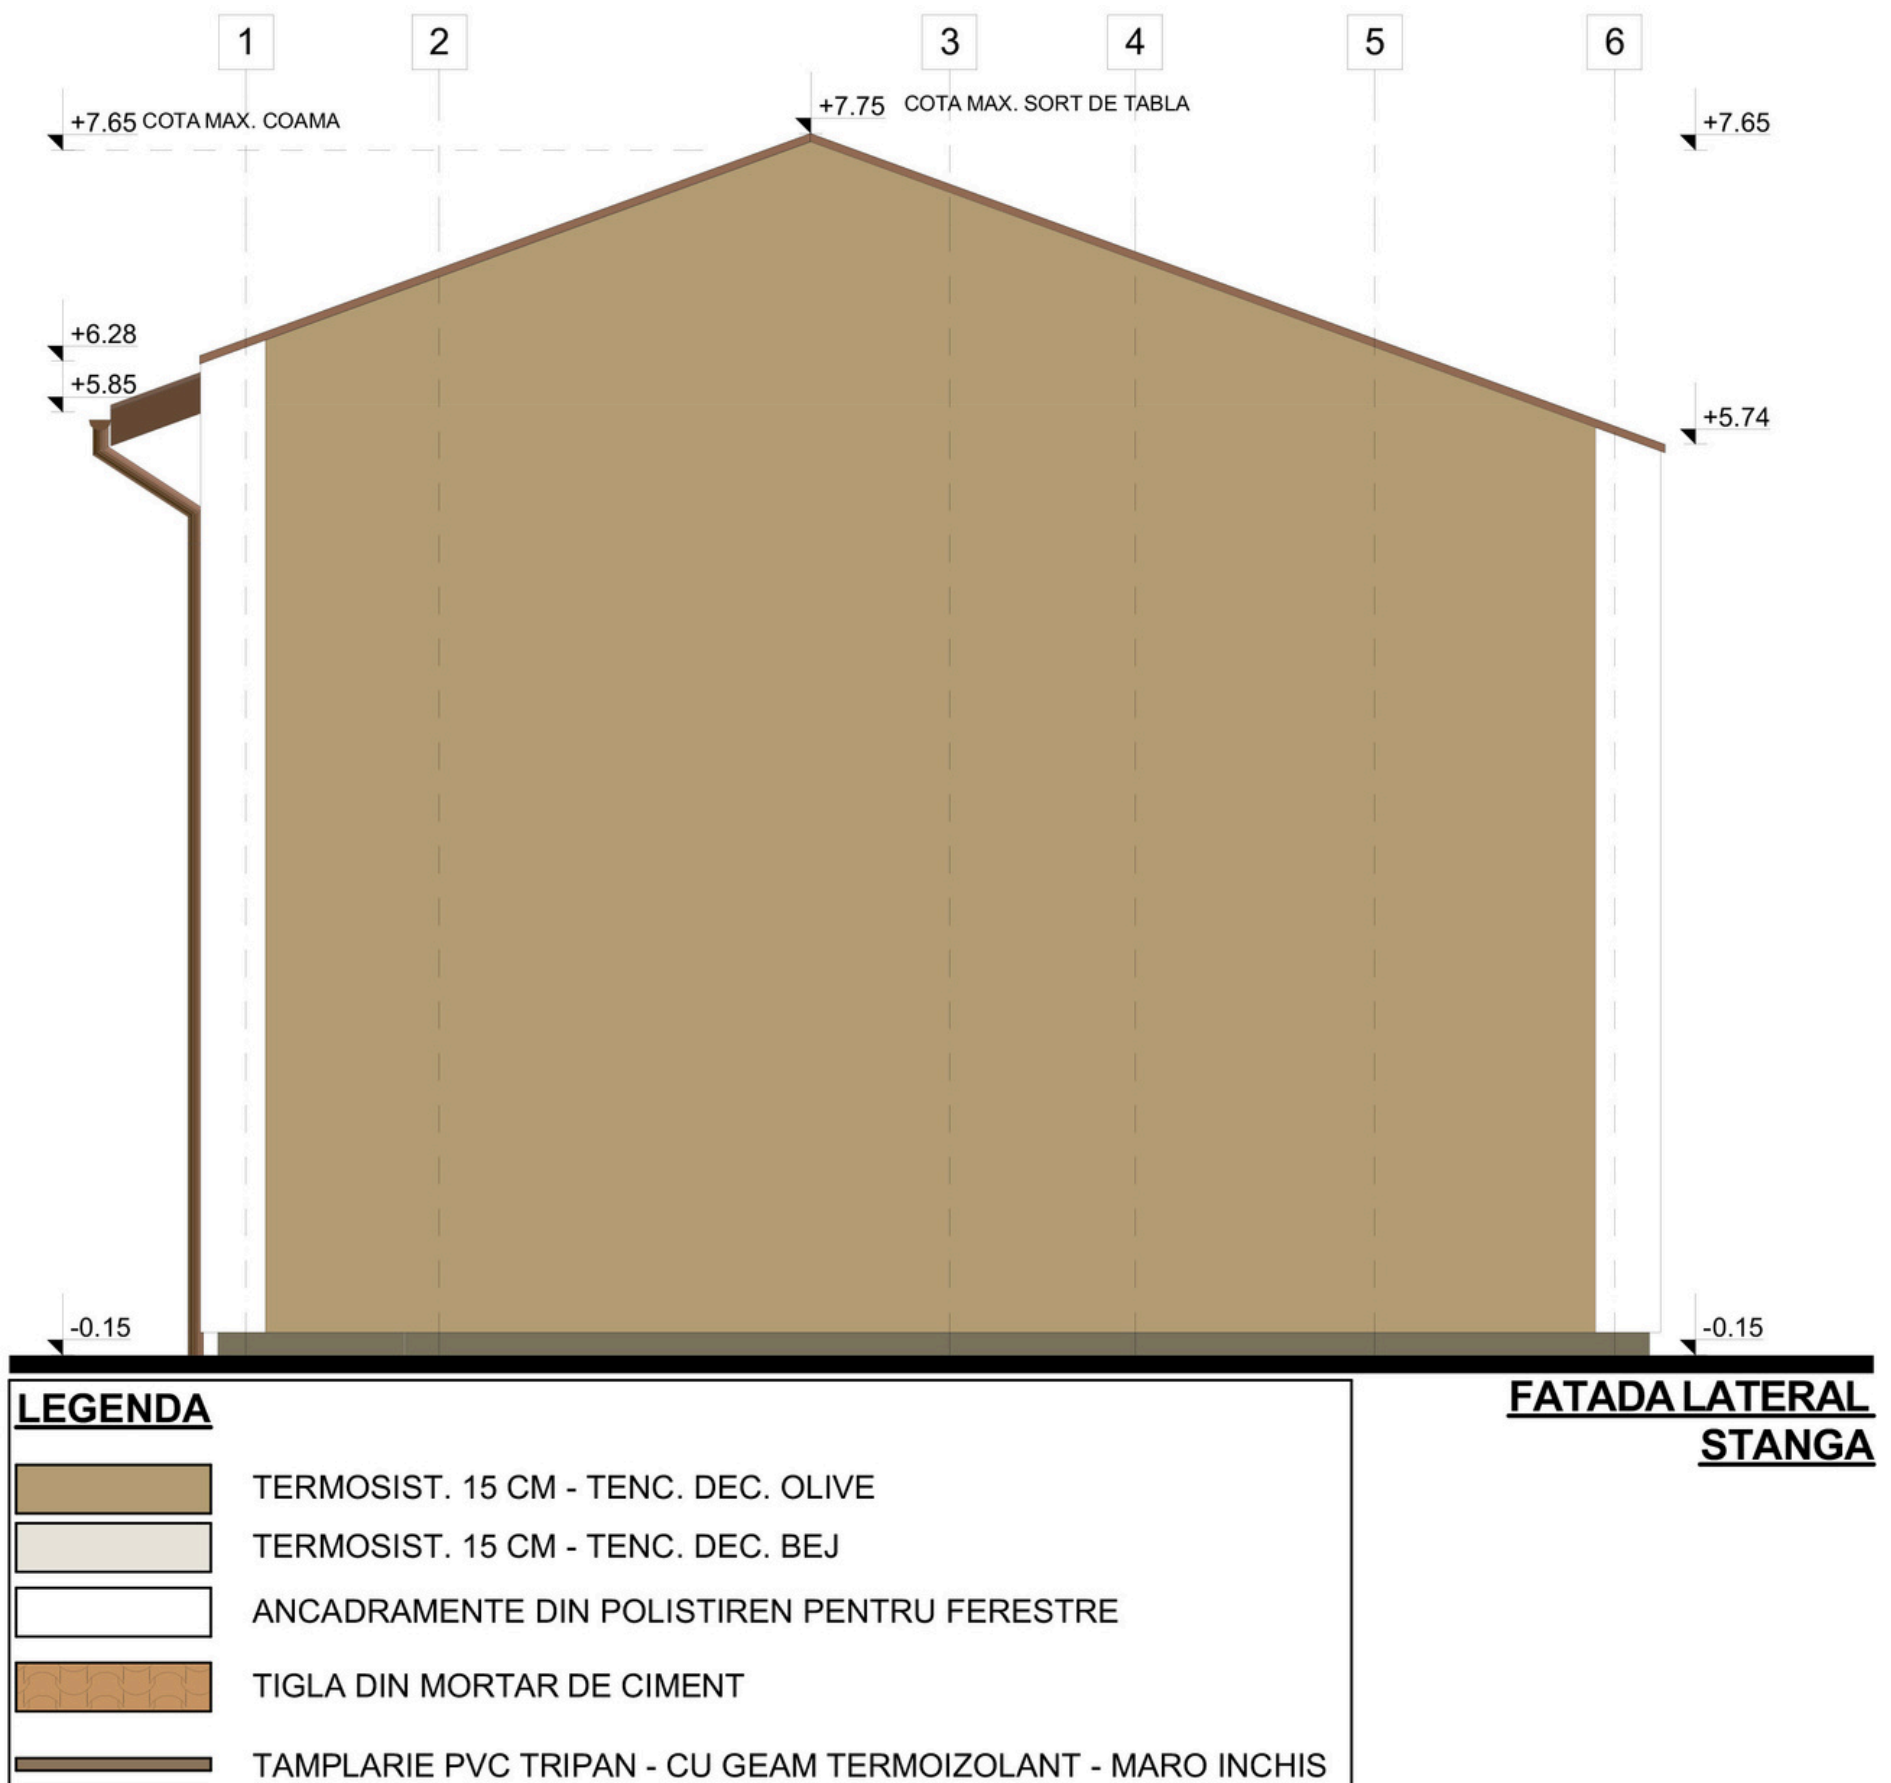 1 2 3 4 5 6
+7.75 COTA MAX. SORT DE TABLA
+7.65 COTA MAX. COAMA
+7.65
+6.28
+5.85
+5.74
-0.15
-0.15
FATADA LATERAL
STANGA
LEGENDA
TERMOSIST. 15 CM - TENC. DEC. OLIVE
TERMOSIST. 15 CM - TENC. DEC. BEJ
ANCADRAMENTE DIN POLISTIREN PENTRU FERESTRE
TIGLA DIN MORTAR DE CIMENT
TAMPLARIE PVC TRIPAN - CU GEAM TERMOIZOLANT - MARO INCHIS